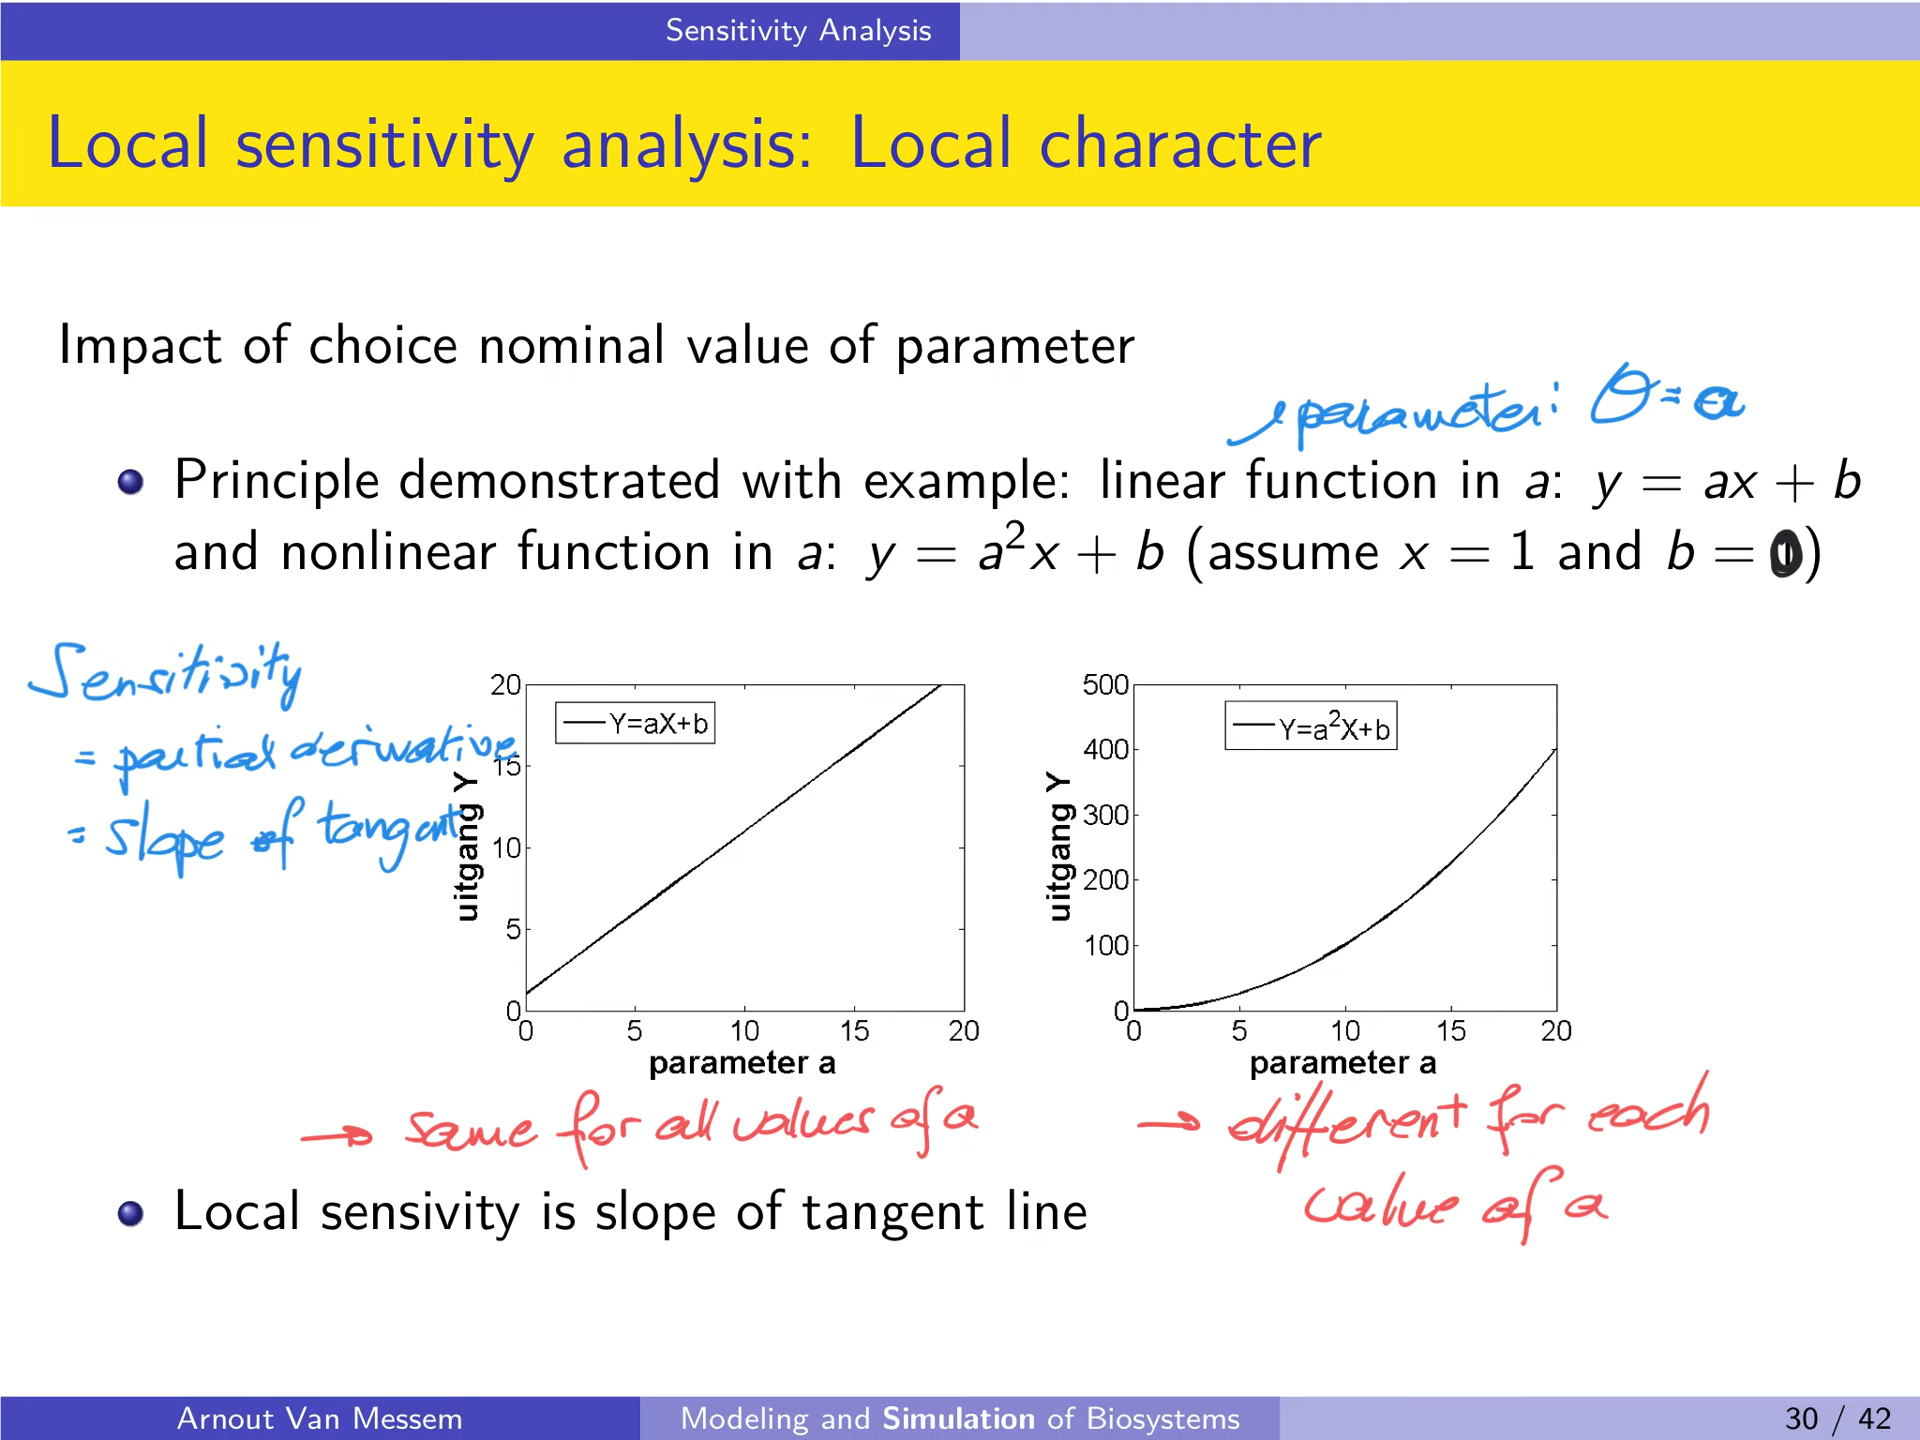 Sensitivity Analysis
Local sensitivity analysis: Local character
Impact of choice nominal value of parameter
parameter: θ = a
Principle demonstrated with example: linear function in a: y = ax + b
and nonlinear function in a: y = a²x + b (assume x = 1 and b = 0)
Sensitivity
= partial derivative
= slope of tangent
20
15
10
5
0
0 5 10 15 20
uitgang Y
Y=aX+b
parameter a
500
400
300
200
100
0
0 5 10 15 20
uitgang Y
Y=a²X+b
parameter a
→ same for all values of a
→ different for each
value of a
Local sensivity is slope of tangent line
Arnout Van Messem Modeling and Simulation of Biosystems 30 / 42